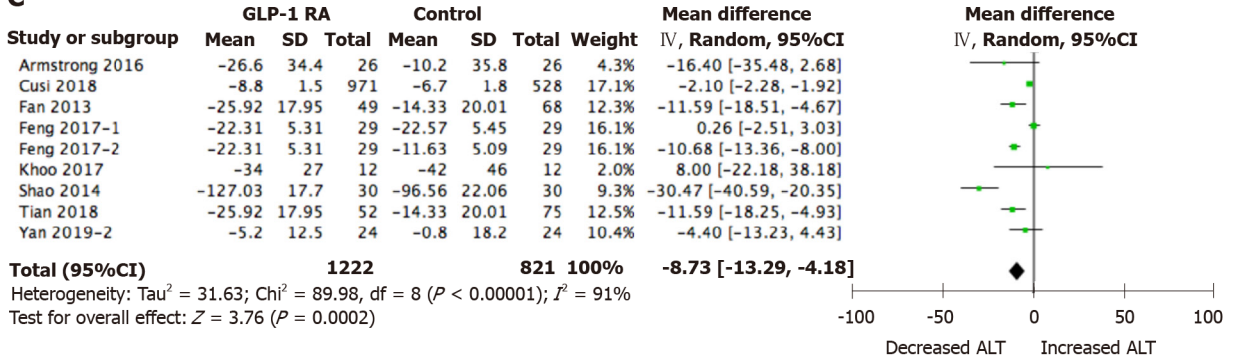 C
GLP-1 RA Control Mean difference Mean difference
Study or subgroup Mean SD Total Mean SD Total Weight IV, Random, 95%CI IV, Random, 95%CI
Armstrong 2016 -26.6 34.4 26 -10.2 35.8 26 4.3% -16.40 [-35.48, 2.68]
Cusi 2018 -8.8 1.5 971 -6.7 1.8 528 17.1% -2.10 [-2.28, -1.92]
Fan 2013 -25.92 17.95 49 -14.33 20.01 68 12.3% -11.59 [-18.51, -4.67]
Feng 2017-1 -22.31 5.31 29 -22.57 5.45 29 16.1% 0.26 [-2.51, 3.03]
Feng 2017-2 -22.31 5.31 29 -11.63 5.09 29 16.1% -10.68 [-13.36, -8.00]
Khoo 2017 -34 27 12 -42 46 12 2.0% 8.00 [-22.18, 38.18]
Shao 2014 -127.03 17.7 30 -96.56 22.06 30 9.3% -30.47 [-40.59, -20.35]
Tian 2018 -25.92 17.95 52 -14.33 20.01 75 12.5% -11.59 [-18.25, -4.93]
Yan 2019-2 -5.2 12.5 24 -0.8 18.2 24 10.4% -4.40 [-13.23, 4.43]
Total (95%CI) 1222 821 100% -8.73 [-13.29, -4.18]
Heterogeneity: Tau² = 31.63; Chi² = 89.98, df = 8 (P < 0.00001); I² = 91%
Test for overall effect: Z = 3.76 (P = 0.0002)
-100 -50 0 50 100
Decreased ALT Increased ALT